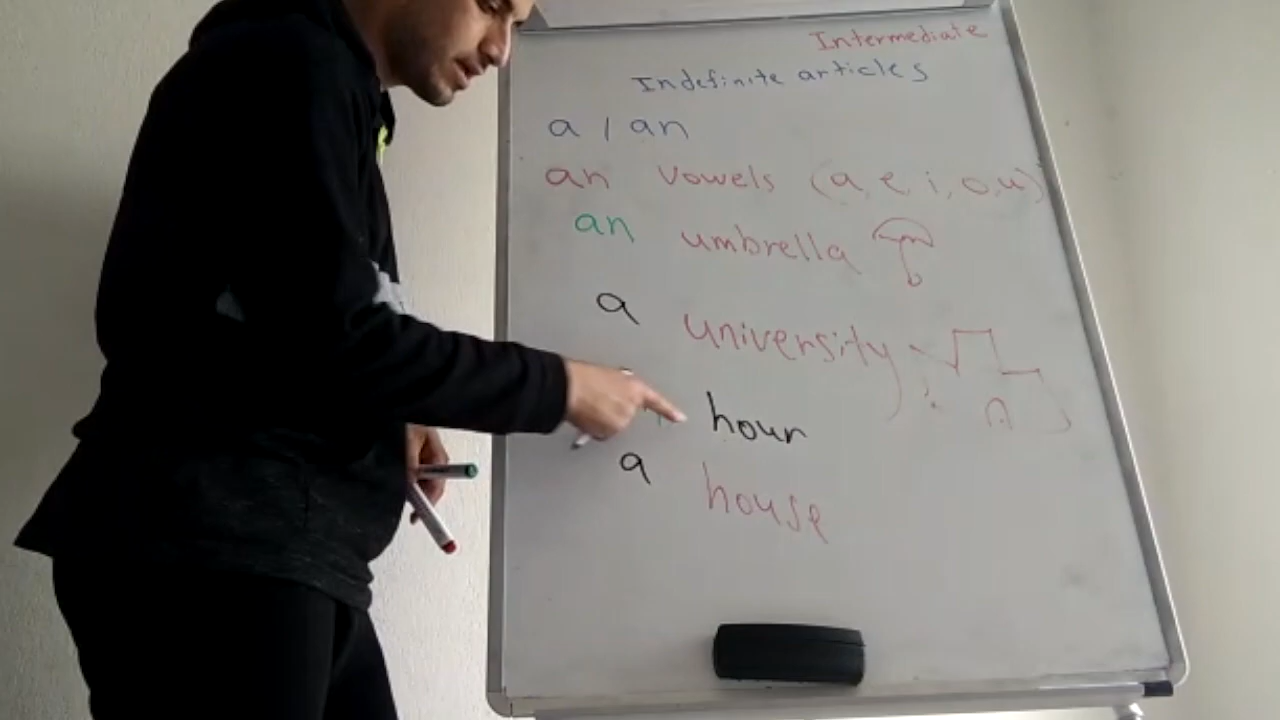 Intermediate
Indefinite articles
a / an
an vowels (a, e, i, o, u)
an umbrella
a university
hour
a house